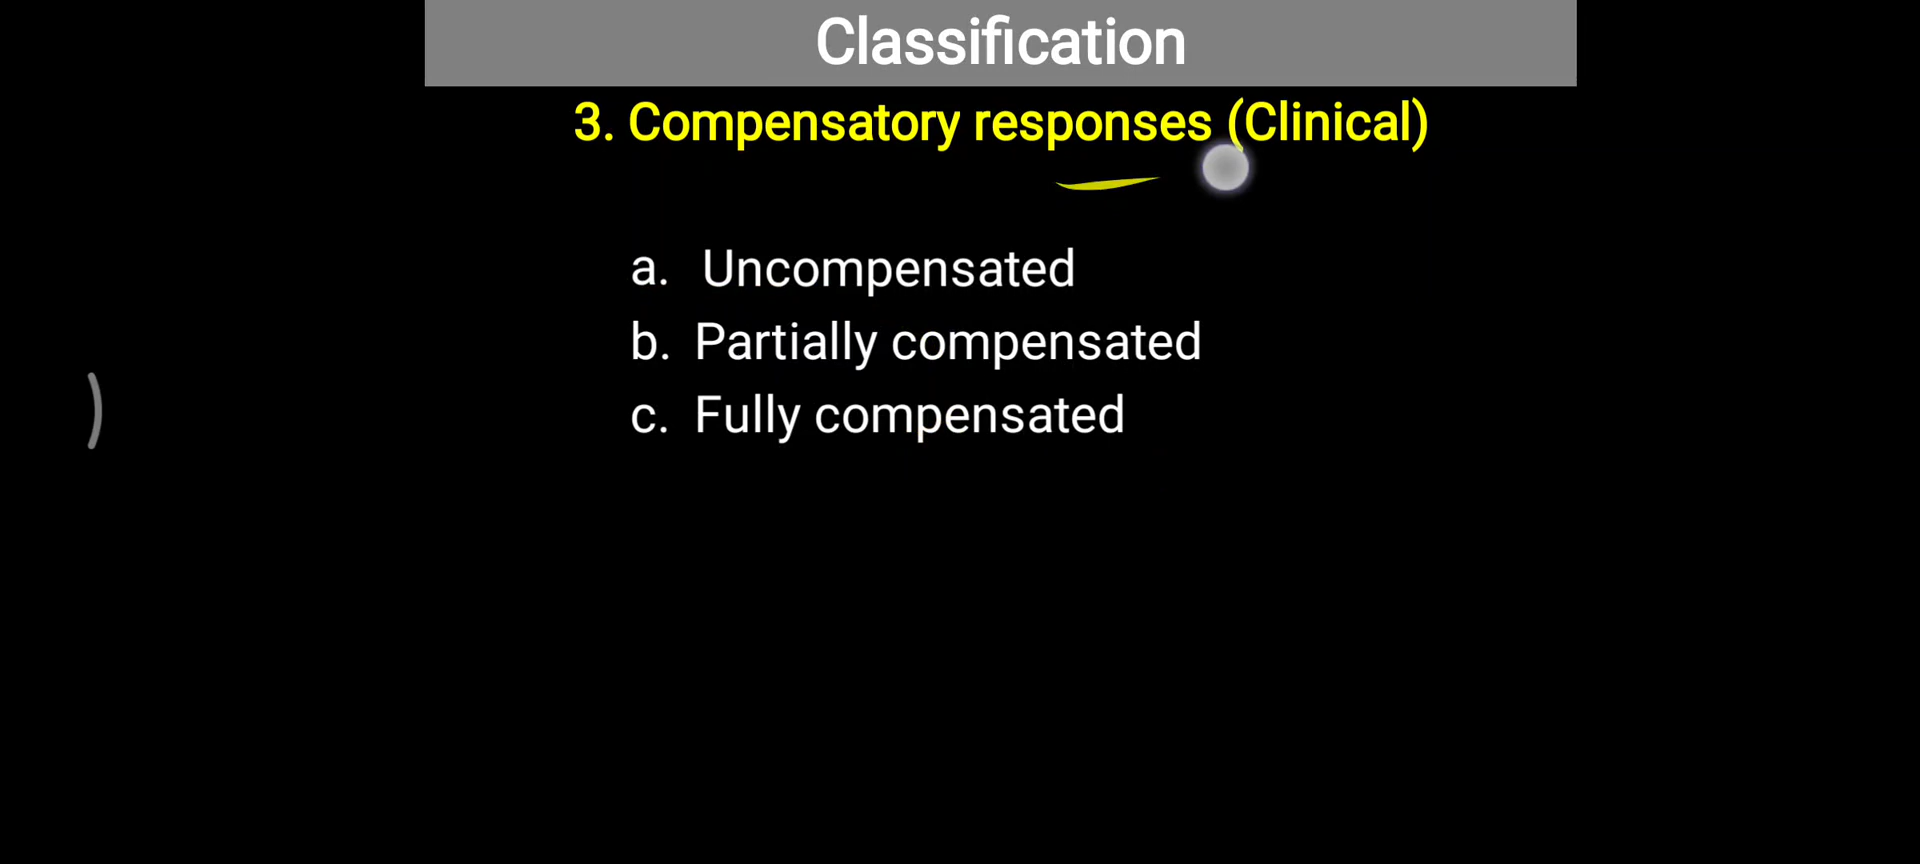 Classification
3. Compensatory responses (Clinical)
a. Uncompensated
b. Partially compensated
c. Fully compensated